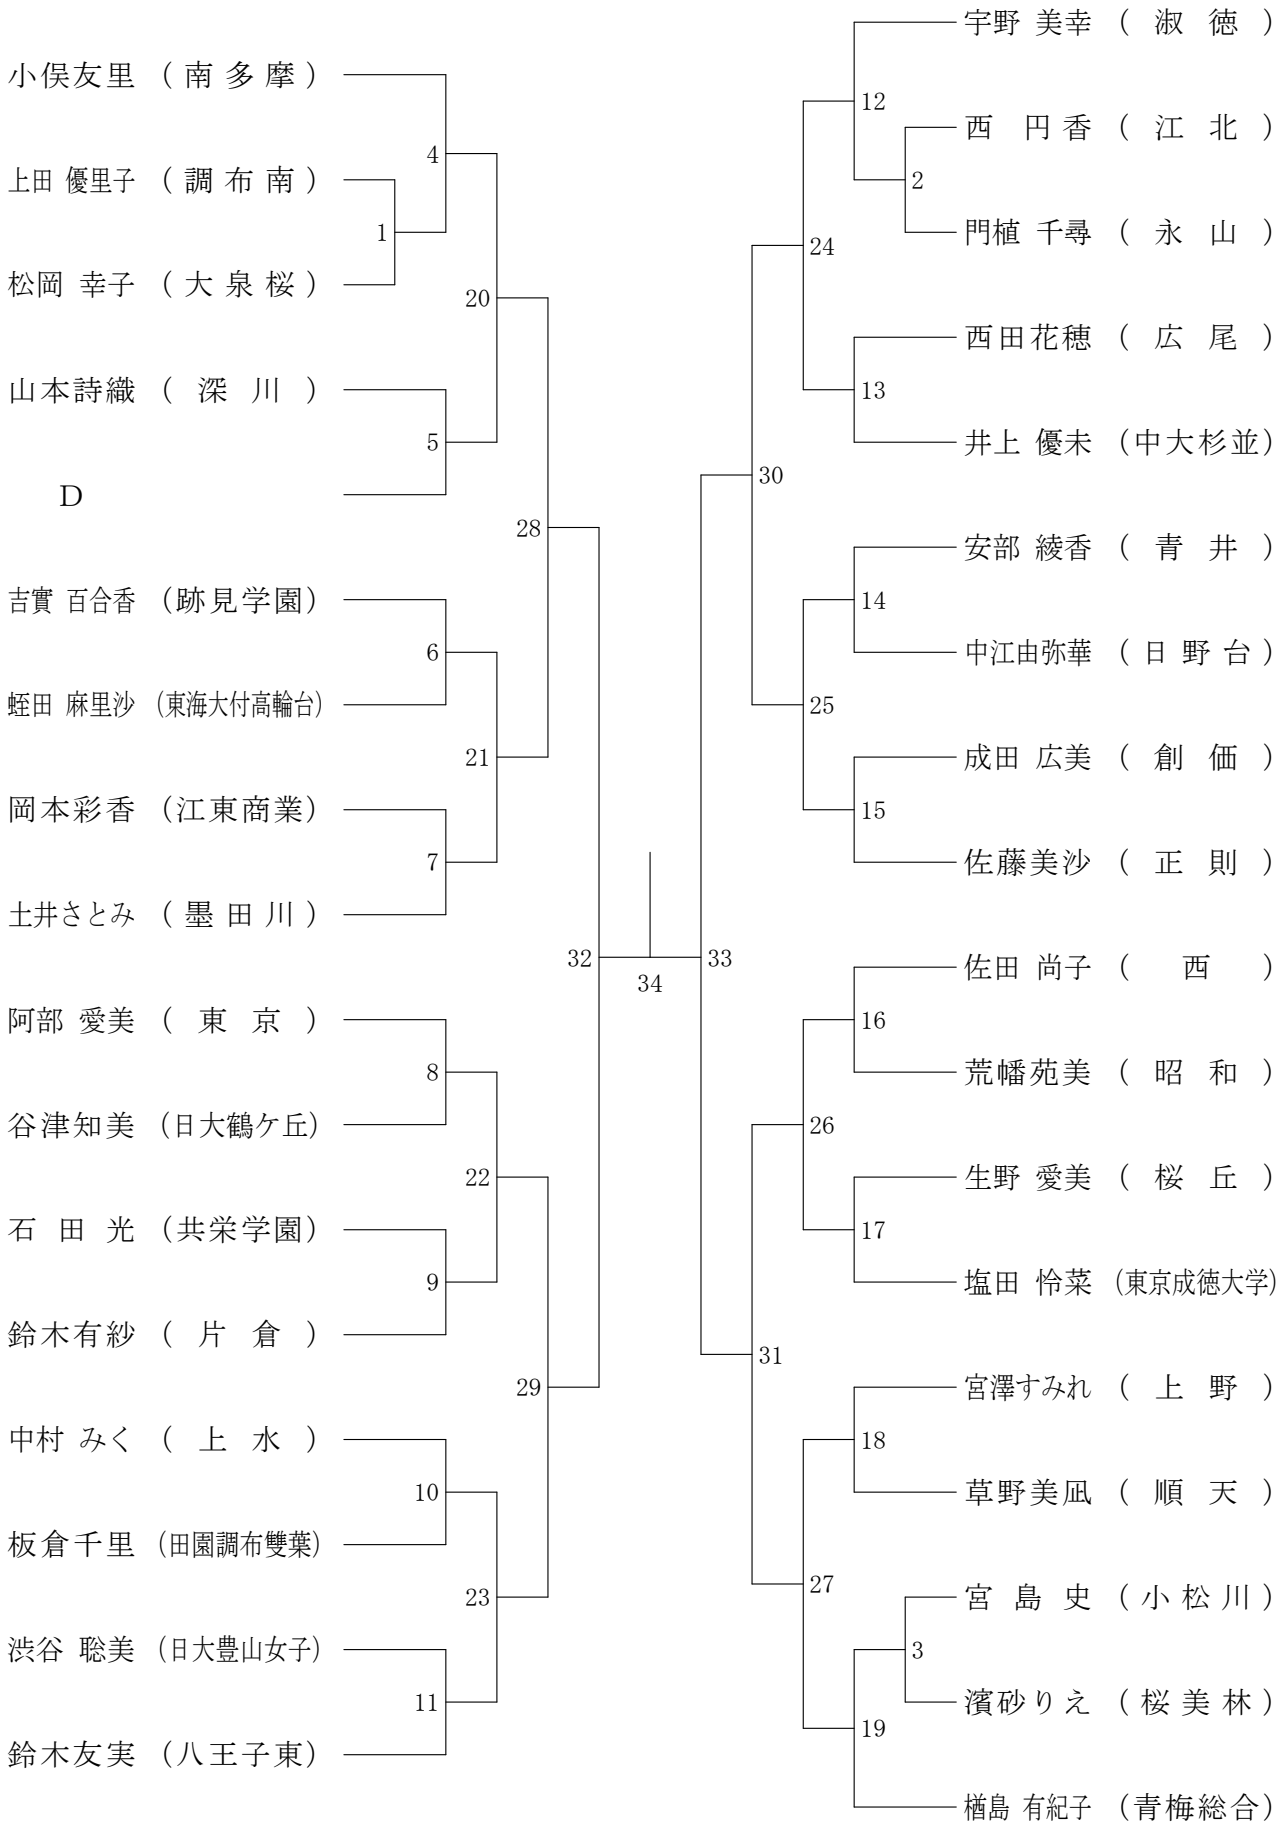 小俣友里 (南多摩)
上田 優里子 (調布南)
松岡 幸子 (大泉桜)
山本詩織 (深川)
D
吉實 百合香 (跡見学園)
蛭田 麻里沙 (東海大付高輪台)
岡本彩香 (江東商業)
土井さとみ (墨田川)
阿部 愛美 (東京)
谷津知美 (日大鶴ケ丘)
石田光 (共栄学園)
鈴木有紗 (片倉)
中村 みく (上水)
板倉千里 (田園調布雙葉)
渋谷 聡美 (日大豊山女子)
鈴木友実 (八王子東)
4
1
20
5
28
6
21
7
32
8
22
9
29
10
23
11
34
33
12
2
24
13
30
14
25
15
16
26
17
31
18
27
3
19
宇野 美幸 (淑徳)
西 円香 (江北)
門植 千尋 (永山)
西田花穂 (広尾)
井上 優未 (中大杉並)
安部 綾香 (青井)
中江由弥華 (日野台)
成田 広美 (創価)
佐藤美沙 (正則)
佐田 尚子 (西)
荒幡苑美 (昭和)
生野 愛美 (桜丘)
塩田 怜菜 (東京成徳大学)
宮澤すみれ (上野)
草野美凪 (順天)
宮島史 (小松川)
濱砂りえ (桜美林)
楢島 有紀子 (青梅総合)